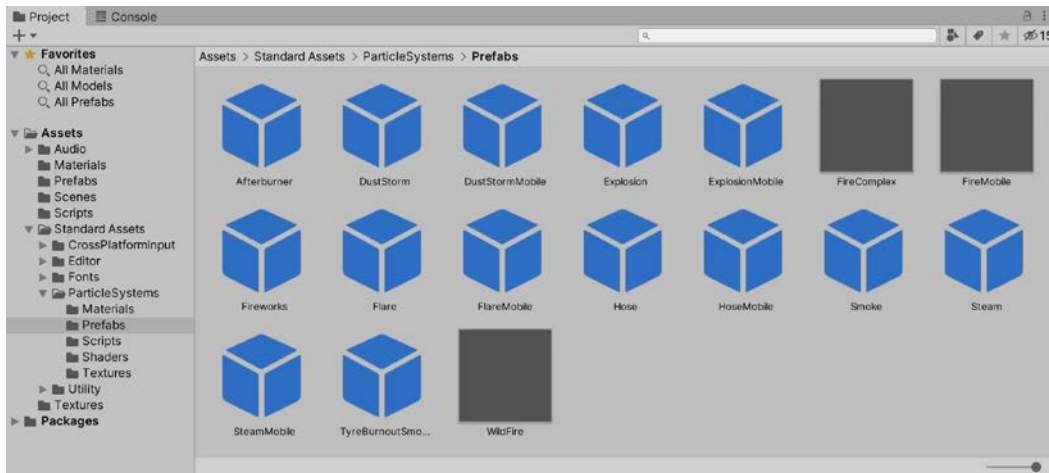 Project
Console
15
Favorites
All Materials
All Models
All Prefabs
Assets
Audio
Materials
Prefabs
Scenes
Scripts
Standard Assets
CrossPlatformInput
Editor
Fonts
ParticleSystems
Materials
Prefabs
Scripts
Shaders
Textures
Utility
Textures
Packages
Assets > Standard Assets > ParticleSystems > Prefabs
Afterburner DustStorm DustStormMobile Explosion ExplosionMobile FireComplex FireMobile
Fireworks Flare FlareMobile Hose HoseMobile Smoke Steam
SteamMobile TyreBurnoutSmo... WildFire